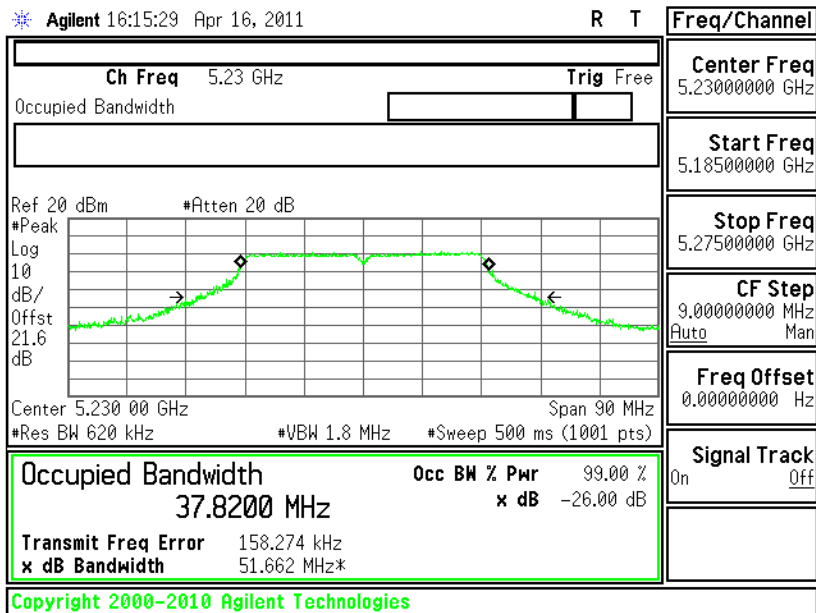 Agilent 16:15:29 Apr 16, 2011 R T
Freq/Channel
Ch Freq 5.23 GHz Trig Free
Occupied Bandwidth
Center Freq
5.23000000 GHz
Start Freq
5.18500000 GHz
Stop Freq
5.27500000 GHz
CF Step
9.00000000 MHz
Auto Man
Freq Offset
0.00000000 Hz
Signal Track
On Off
Ref 20 dBm #Atten 20 dB
#Peak
Log
10
dB/
Offst
21.6
dB
Center 5.230 00 GHz Span 90 MHz
#Res BW 620 kHz #VBW 1.8 MHz #Sweep 500 ms (1001 pts)
Occupied Bandwidth Occ BW % Pwr 99.00 %
37.8200 MHz x dB -26.00 dB
Transmit Freq Error 158.274 kHz
x dB Bandwidth 51.662 MHz*
Copyright 2000-2010 Agilent Technologies